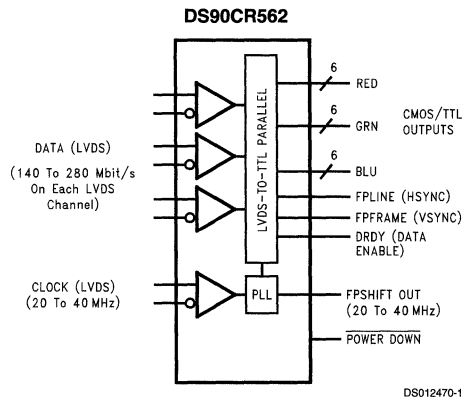 DS90CR562
DATA (LVDS)
(140 To 280 Mbit/s
On Each LVDS
Channel)
CLOCK (LVDS)
(20 To 40 MHz)
LVDS-TO-TTL PARALLEL
PLL
6
RED
6
GRN
6
BLU
CMOS/TTL
OUTPUTS
FPLINE (HSYNC)
FPFRAME (VSYNC)
DRDY (DATA
ENABLE)
FPSHIFT OUT
(20 To 40 MHz)
POWER DOWN
DS012470-1